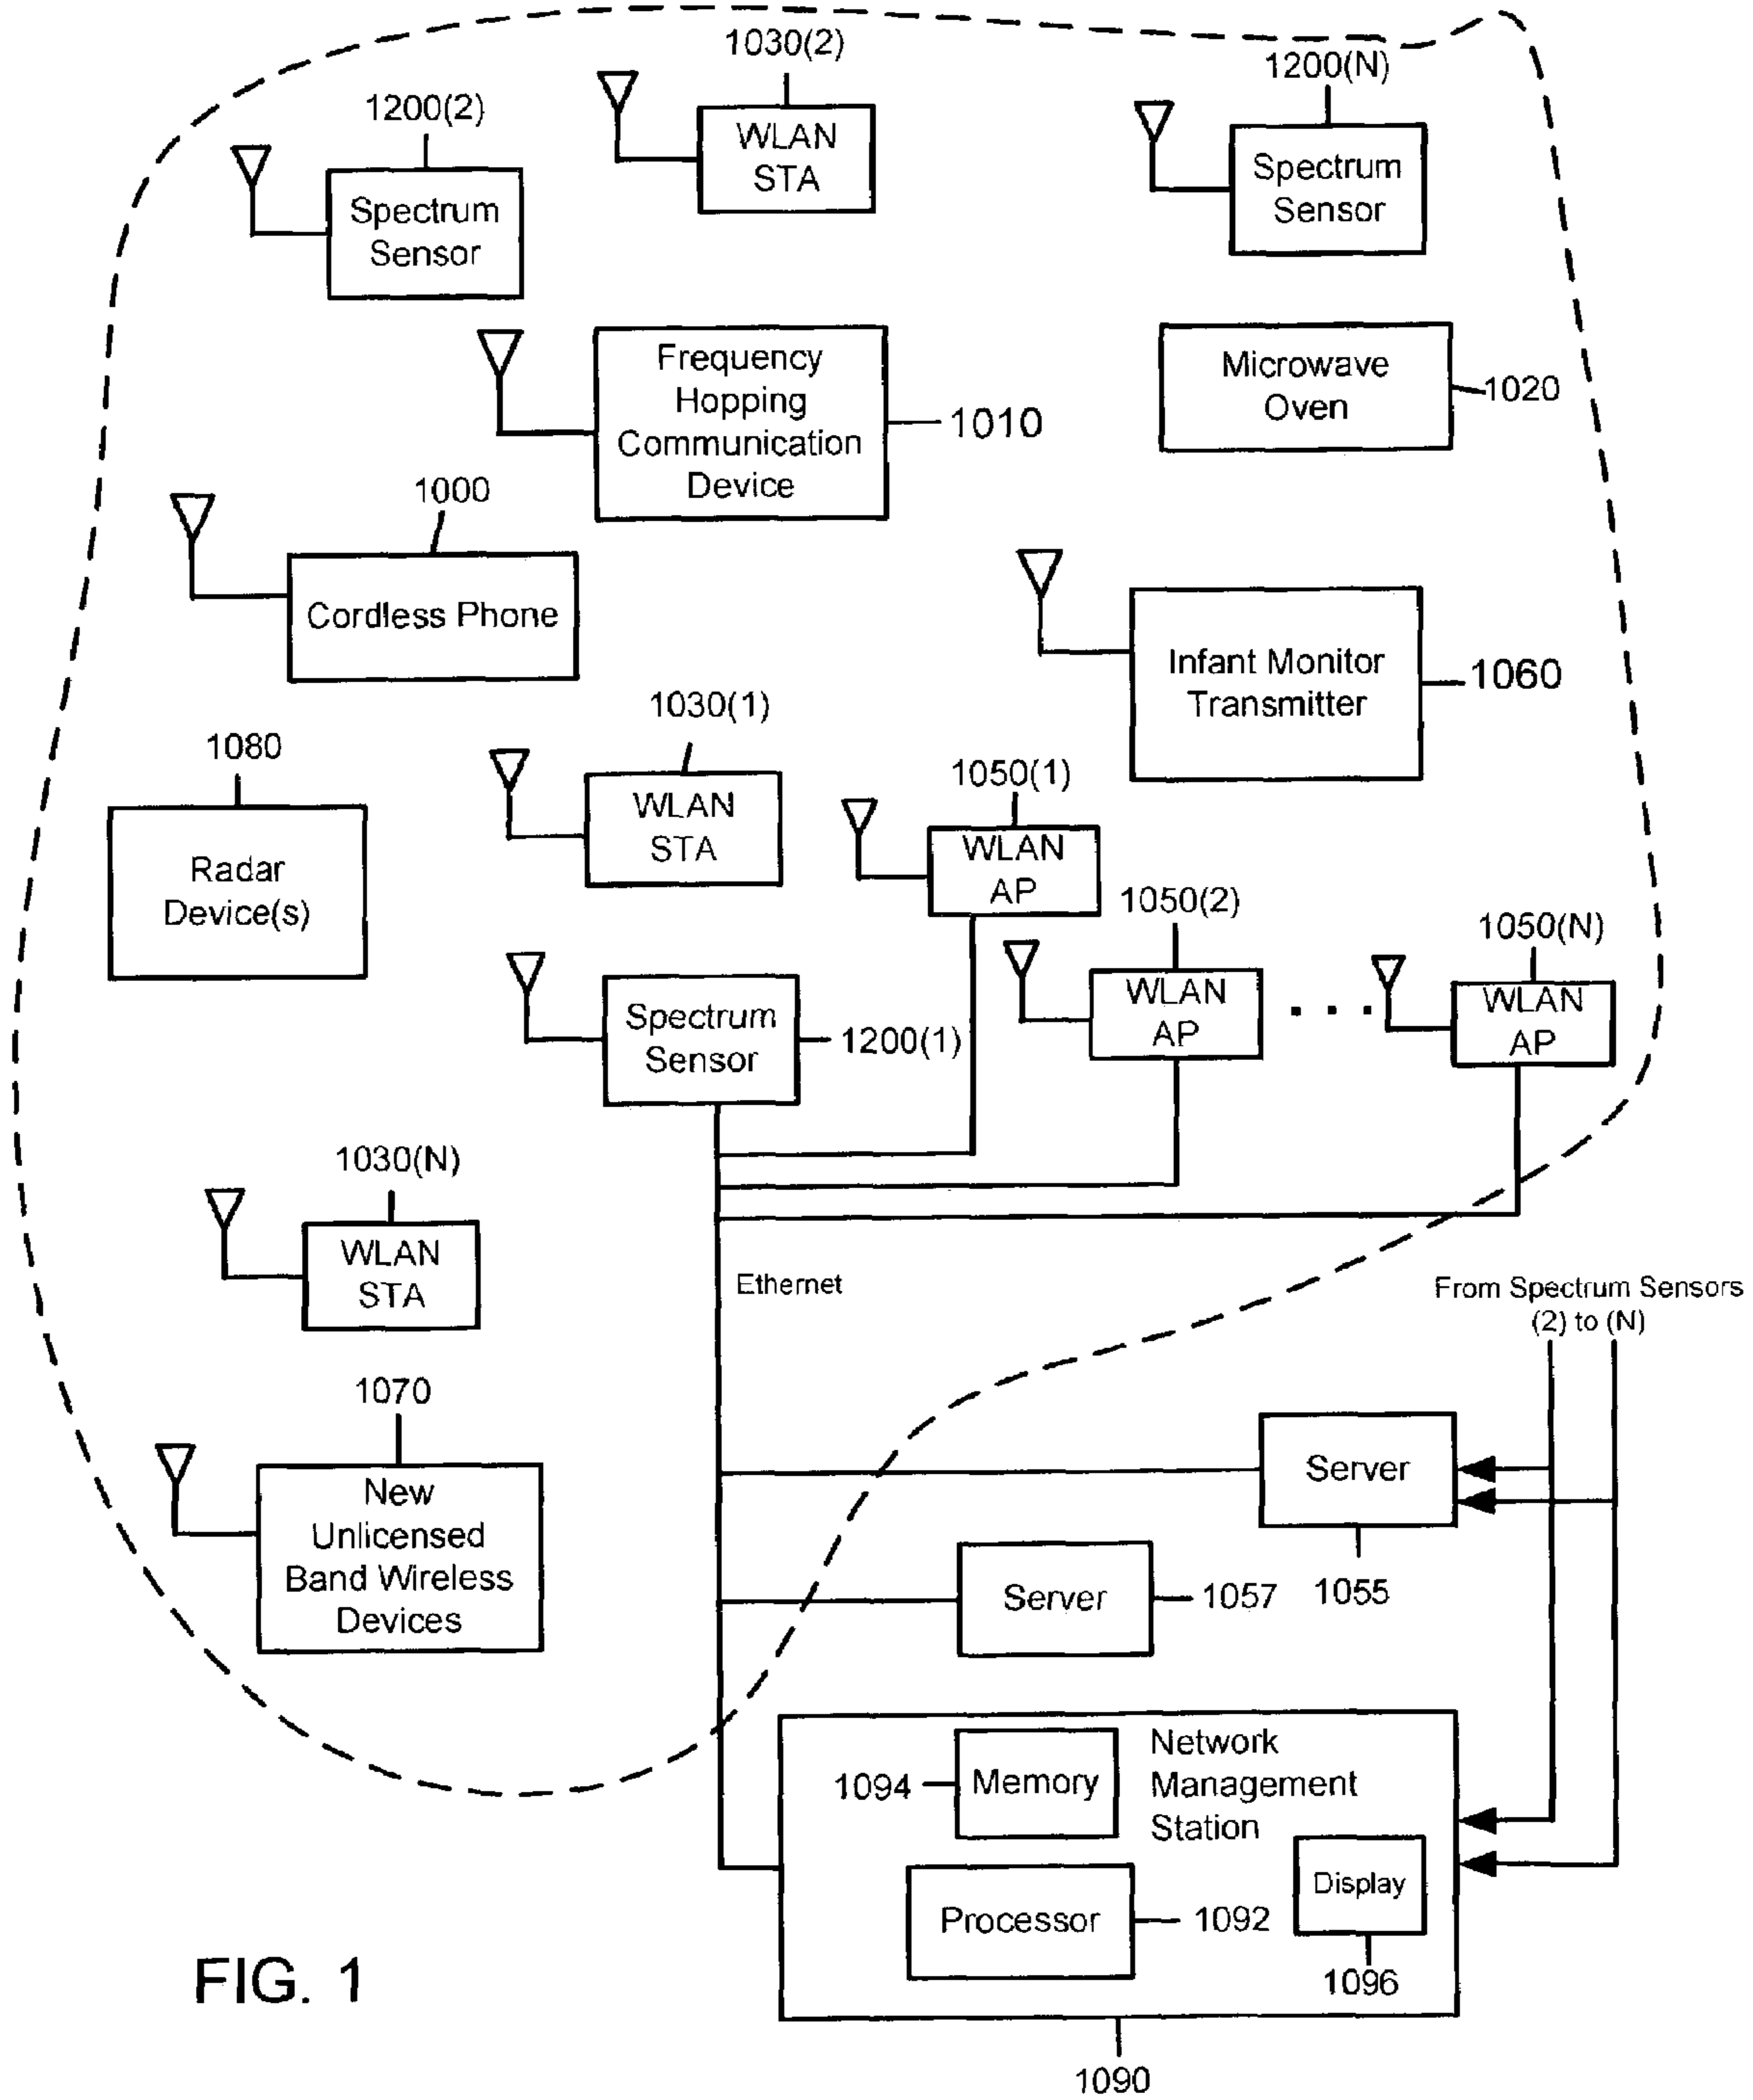 1030(2)
1200(N)
1200(2)
WLAN
STA
Spectrum
Sensor
Spectrum
Sensor
Frequency
Hopping
Communication
Device
1010
Microwave
Oven
1020
1000
Cordless Phone
Infant Monitor
Transmitter
1060
1030(1)
1080
WLAN
STA
1050(1)
WLAN
AP
Radar
Device(s)
1050(2)
1050(N)
WLAN
AP
. . .
WLAN
AP
Spectrum
Sensor
1200(1)
1030(N)
WLAN
STA
Ethernet
From Spectrum Sensors
(2) to (N)
1070
New
Unlicensed
Band Wireless
Devices
Server
1055
Server
1057
Network
Management
Station
1094
Memory
Display
Processor
1092
1096
FIG. 1
1090